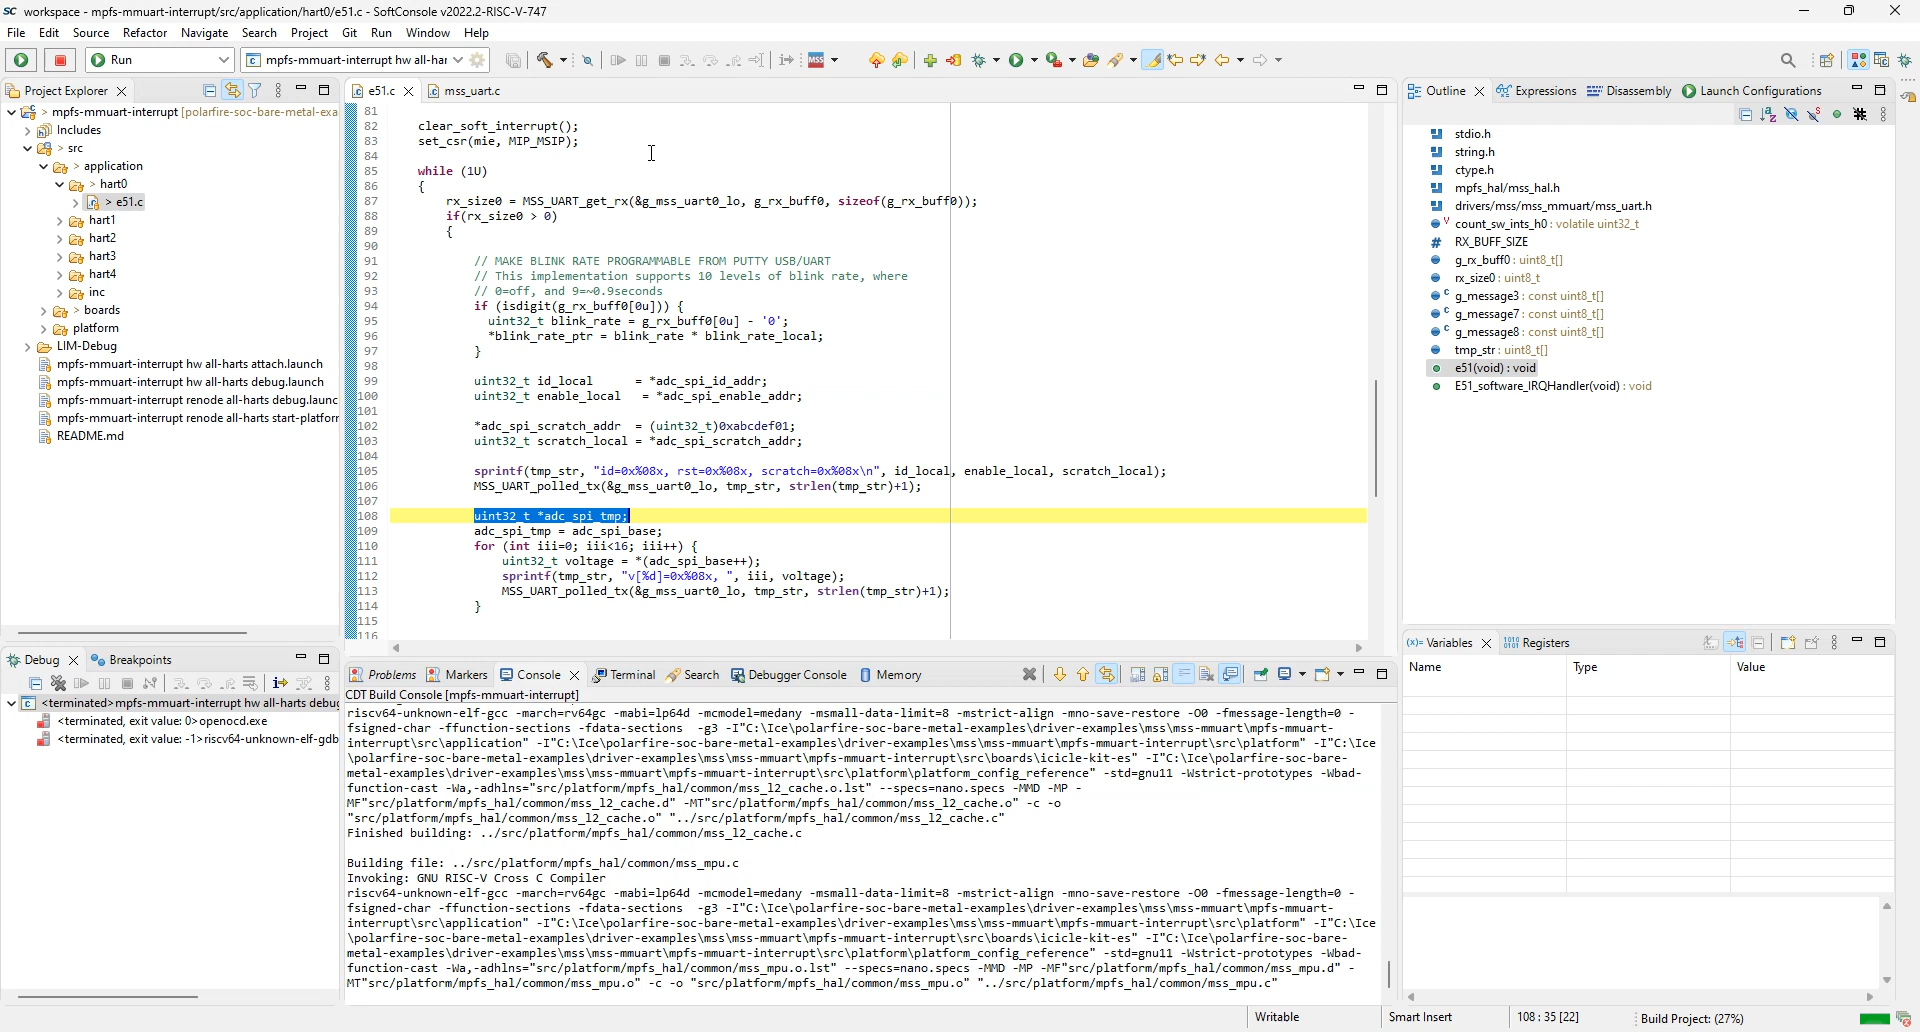 workspace - mpfs-mmuart-interrupt/src/application/hart0/e51.c - SoftConsole v2022.2-RISC-V-747
File Edit Source Refactor Navigate Search Project Git Run Window Help
Run
mpfs-mmuart-interrupt hw all-har
Project Explorer
> mpfs-mmuart-interrupt [polarfire-soc-bare-metal-exa
Includes
> src
> application
> hart0
> e51.c
hart1
hart2
hart3
hart4
inc
> boards
platform
LIM-Debug
mpfs-mmuart-interrupt hw all-harts attach.launch
mpfs-mmuart-interrupt hw all-harts debug.launch
mpfs-mmuart-interrupt renode all-harts debug.launc
mpfs-mmuart-interrupt renode all-harts start-platforr
README.md
e51.c
mss_uart.c
81
82 clear_soft_interrupt();
83 set_csr(mie, MIP_MSIP);
84
85 while (1U)
86 {
87 rx_size0 = MSS_UART_get_rx(&g_mss_uart0_lo, g_rx_buff0, sizeof(g_rx_buff0));
88 if(rx_size0 > 0)
89 {
90
91 // MAKE BLINK RATE PROGRAMMABLE FROM PUTTY USB/UART
92 // This implementation supports 10 levels of blink rate, where
93 // 0=off, and 9=~0.9seconds
94 if (isdigit(g_rx_buff0[0u])) {
95 uint32_t blink_rate = g_rx_buff0[0u] - '0';
96 *blink_rate_ptr = blink_rate * blink_rate_local;
97 }
98
99 uint32_t id_local = *adc_spi_id_addr;
100 uint32_t enable_local = *adc_spi_enable_addr;
101
102 *adc_spi_scratch_addr = (uint32_t)0xabcdef01;
103 uint32_t scratch_local = *adc_spi_scratch_addr;
104
105 sprintf(tmp_str, "id=0x%08x, rst=0x%08x, scratch=0x%08x\n", id_local, enable_local, scratch_local);
106 MSS_UART_polled_tx(&g_mss_uart0_lo, tmp_str, strlen(tmp_str)+1);
107
108 uint32_t *adc_spi_tmp;
109 adc_spi_tmp = adc_spi_base;
110 for (int iii=0; iii<16; iii++) {
111 uint32_t voltage = *(adc_spi_base++);
112 sprintf(tmp_str, "v[%d]=0x%08x, ", iii, voltage);
113 MSS_UART_polled_tx(&g_mss_uart0_lo, tmp_str, strlen(tmp_str)+1);
114 }
115
116
Outline Expressions Disassembly Launch Configurations
stdio.h
string.h
ctype.h
mpfs_hal/mss_hal.h
drivers/mss/mss_mmuart/mss_uart.h
count_sw_ints_h0 : volatile uint32_t
RX_BUFF_SIZE
g_rx_buff0 : uint8_t[]
rx_size0 : uint8_t
g_message3 : const uint8_t[]
g_message7 : const uint8_t[]
g_message8 : const uint8_t[]
tmp_str : uint8_t[]
e51(void) : void
E51_software_IRQHandler(void) : void
Debug Breakpoints
<terminated>mpfs-mmuart-interrupt hw all-harts debug
<terminated, exit value: 0>openocd.exe
<terminated, exit value: -1>riscv64-unknown-elf-gdb
Problems Markers Console Terminal Search Debugger Console Memory
CDT Build Console [mpfs-mmuart-interrupt]
riscv64-unknown-elf-gcc -march=rv64gc -mabi=lp64d -mcmodel=medany -msmall-data-limit=8 -mstrict-align -mno-save-restore -O0 -fmessage-length=0 -
fsigned-char -ffunction-sections -fdata-sections -g3 -I"C:\Ice\polarfire-soc-bare-metal-examples\driver-examples\mss\mss-mmuart\mpfs-mmuart-
interrupt\src\application" -I"C:\Ice\polarfire-soc-bare-metal-examples\driver-examples\mss\mss-mmuart\mpfs-mmuart-interrupt\src\platform" -I"C:\Ice
\polarfire-soc-bare-metal-examples\driver-examples\mss\mss-mmuart\mpfs-mmuart-interrupt\src\boards\icicle-kit-es" -I"C:\Ice\polarfire-soc-bare-
metal-examples\driver-examples\mss\mss-mmuart\mpfs-mmuart-interrupt\src\platform\platform_config_reference" -std=gnu11 -Wstrict-prototypes -Wbad-
function-cast -Wa,-adhlns="src/platform/mpfs_hal/common/mss_l2_cache.o.lst" --specs=nano.specs -MMD -MP -
MF"src/platform/mpfs_hal/common/mss_l2_cache.d" -MT"src/platform/mpfs_hal/common/mss_l2_cache.o" -c -o
"src/platform/mpfs_hal/common/mss_l2_cache.o" "../src/platform/mpfs_hal/common/mss_l2_cache.c"
Finished building: ../src/platform/mpfs_hal/common/mss_l2_cache.c
Building file: ../src/platform/mpfs_hal/common/mss_mpu.c
Invoking: GNU RISC-V Cross C Compiler
riscv64-unknown-elf-gcc -march=rv64gc -mabi=lp64d -mcmodel=medany -msmall-data-limit=8 -mstrict-align -mno-save-restore -O0 -fmessage-length=0 -
fsigned-char -ffunction-sections -fdata-sections -g3 -I"C:\Ice\polarfire-soc-bare-metal-examples\driver-examples\mss\mss-mmuart\mpfs-mmuart-
interrupt\src\application" -I"C:\Ice\polarfire-soc-bare-metal-examples\driver-examples\mss\mss-mmuart\mpfs-mmuart-interrupt\src\platform" -I"C:\Ice
\polarfire-soc-bare-metal-examples\driver-examples\mss\mss-mmuart\mpfs-mmuart-interrupt\src\boards\icicle-kit-es" -I"C:\Ice\polarfire-soc-bare-
metal-examples\driver-examples\mss\mss-mmuart\mpfs-mmuart-interrupt\src\platform\platform_config_reference" -std=gnu11 -Wstrict-prototypes -Wbad-
function-cast -Wa,-adhlns="src/platform/mpfs_hal/common/mss_mpu.o.lst" --specs=nano.specs -MMD -MP -MF"src/platform/mpfs_hal/common/mss_mpu.d" -
MT"src/platform/mpfs_hal/common/mss_mpu.o" -c -o "src/platform/mpfs_hal/common/mss_mpu.o" "../src/platform/mpfs_hal/common/mss_mpu.c"
Variables Registers
Name Type Value
Writable Smart Insert 108 : 35 [22] Build Project: (27%)